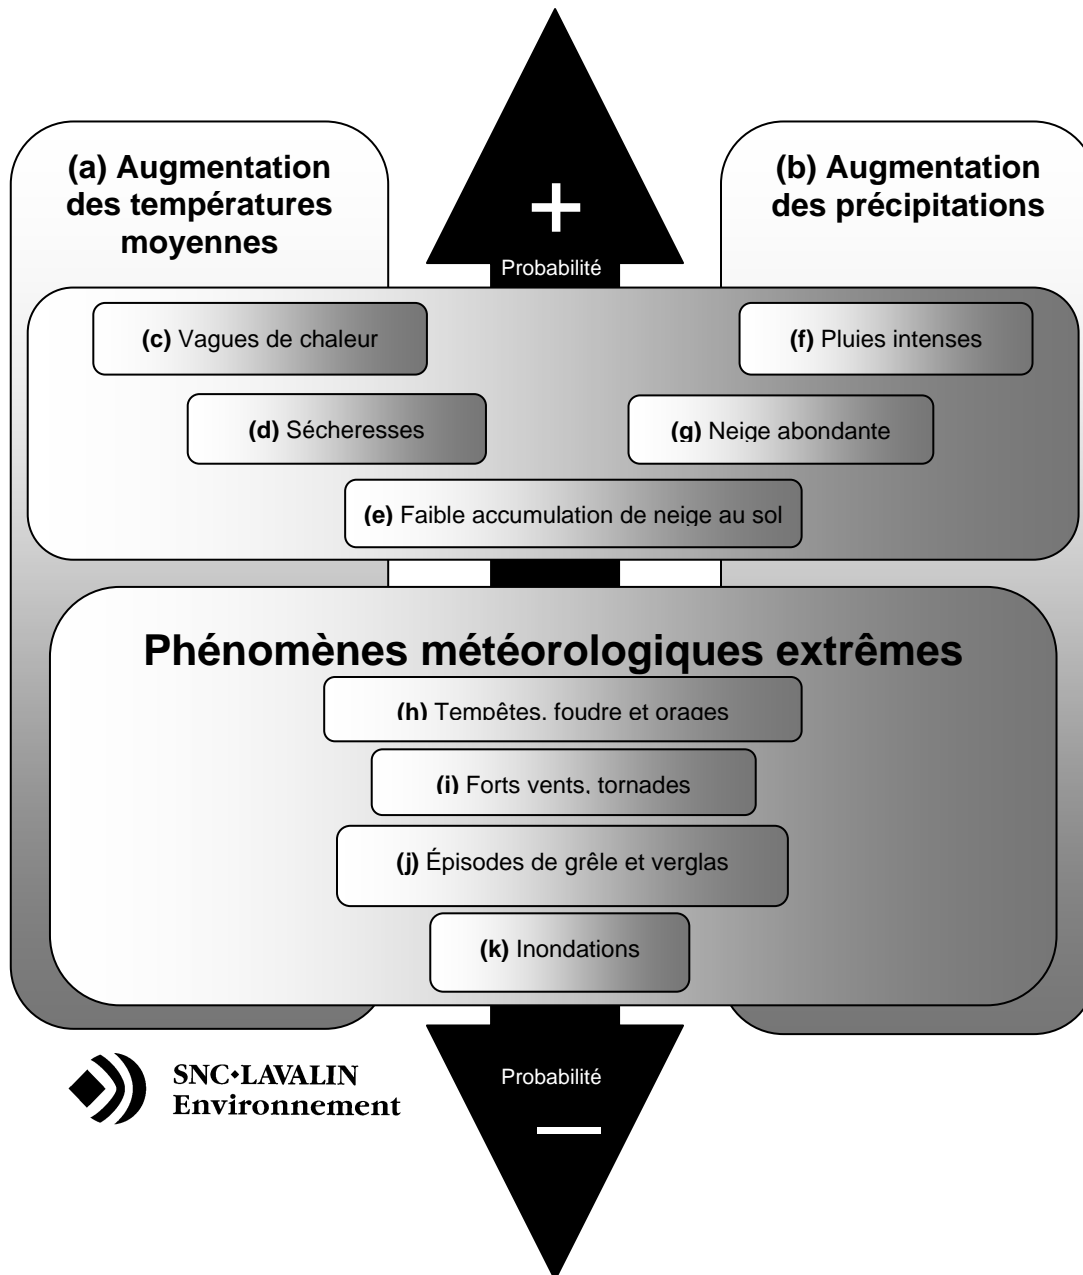 (a) Augmentation
des températures
moyennes
(b) Augmentation
des précipitations
+
Probabilité
(c) Vagues de chaleur
(f) Pluies intenses
(d) Sécheresses
(g) Neige abondante
(e) Faible accumulation de neige au sol
Phénomènes météorologiques extrêmes
(h) Tempêtes, foudre et orages
(i) Forts vents, tornades
(j) Épisodes de grêle et verglas
(k) Inondations
SNC•LAVALIN
Environnement
Probabilité
—